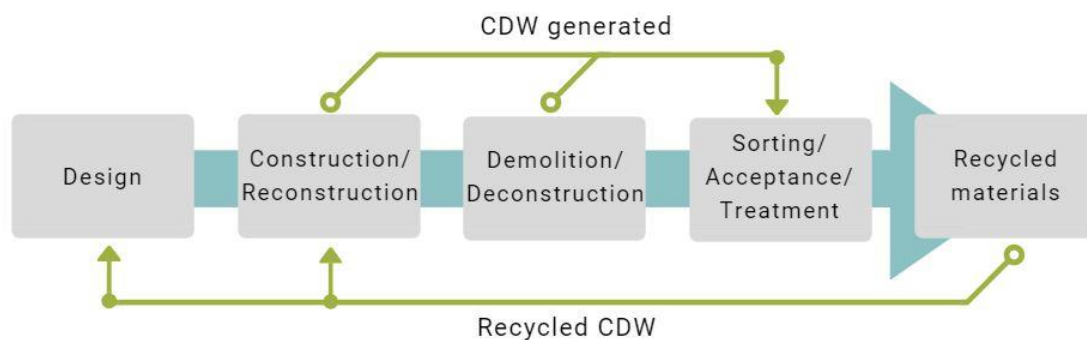 CDW generated
Design
Construction/
Reconstruction
Demolition/
Deconstruction
Sorting/
Acceptance/
Treatment
Recycled
materials
Recycled CDW